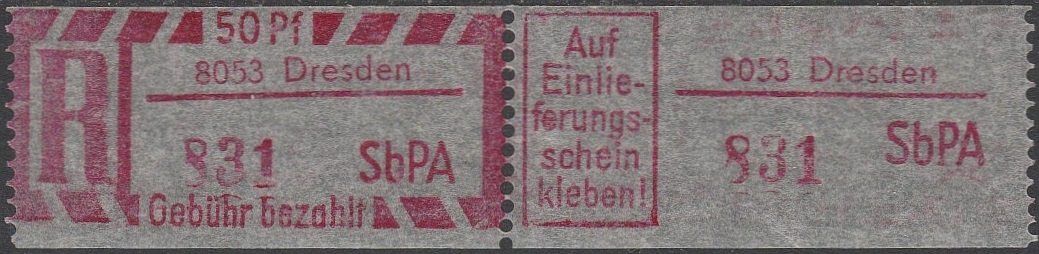 50 Pf
R
8053 Dresden
831 SbPA
Gebühr bezahlt
Auf
Einlie-
ferungs-
schein
kleben!
8053 Dresden
831 SbPA